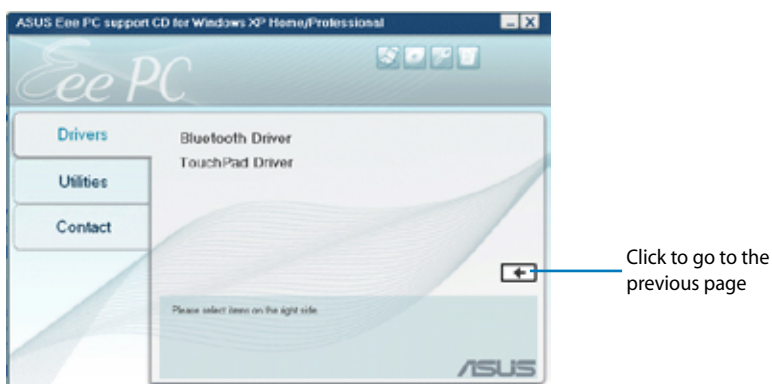 ASUS Eee PC support CD for Windows XP Home/Professional
Eee PC
Drivers
Bluetooth Driver
TouchPad Driver
Utilities
Contact
Click to go to the
previous page
Please select items on the right side.
ASUS